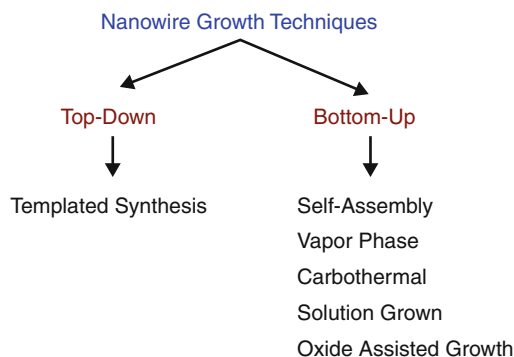 Nanowire Growth Techniques
Top-Down
Bottom-Up
Templated Synthesis
Self-Assembly
Vapor Phase
Carbothermal
Solution Grown
Oxide Assisted Growth